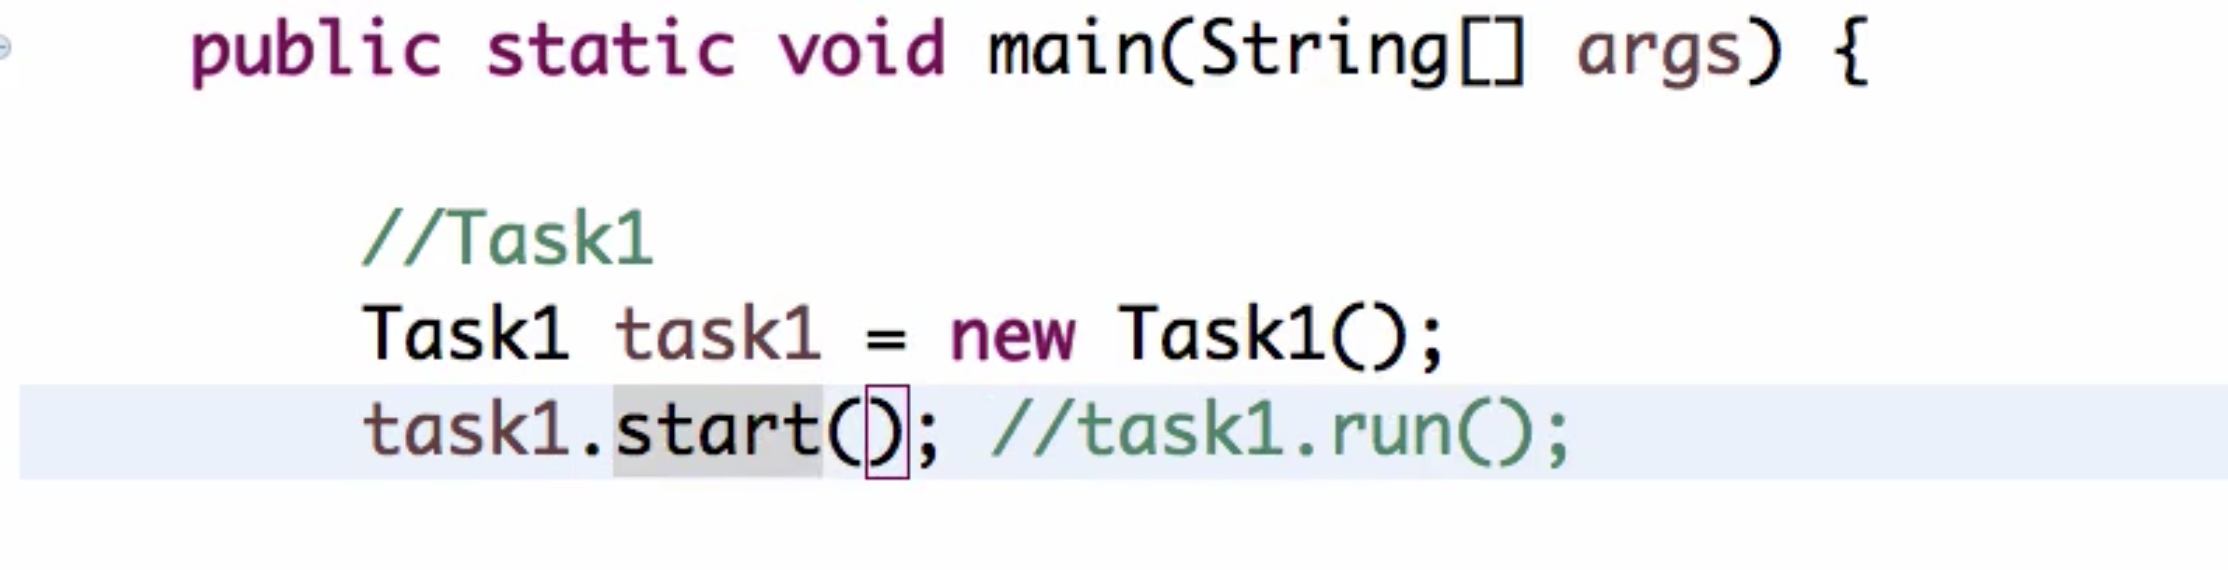 public static void main(String[] args) {
//Task1
Task1 task1 = new Task1();
task1.start(); //task1.run();